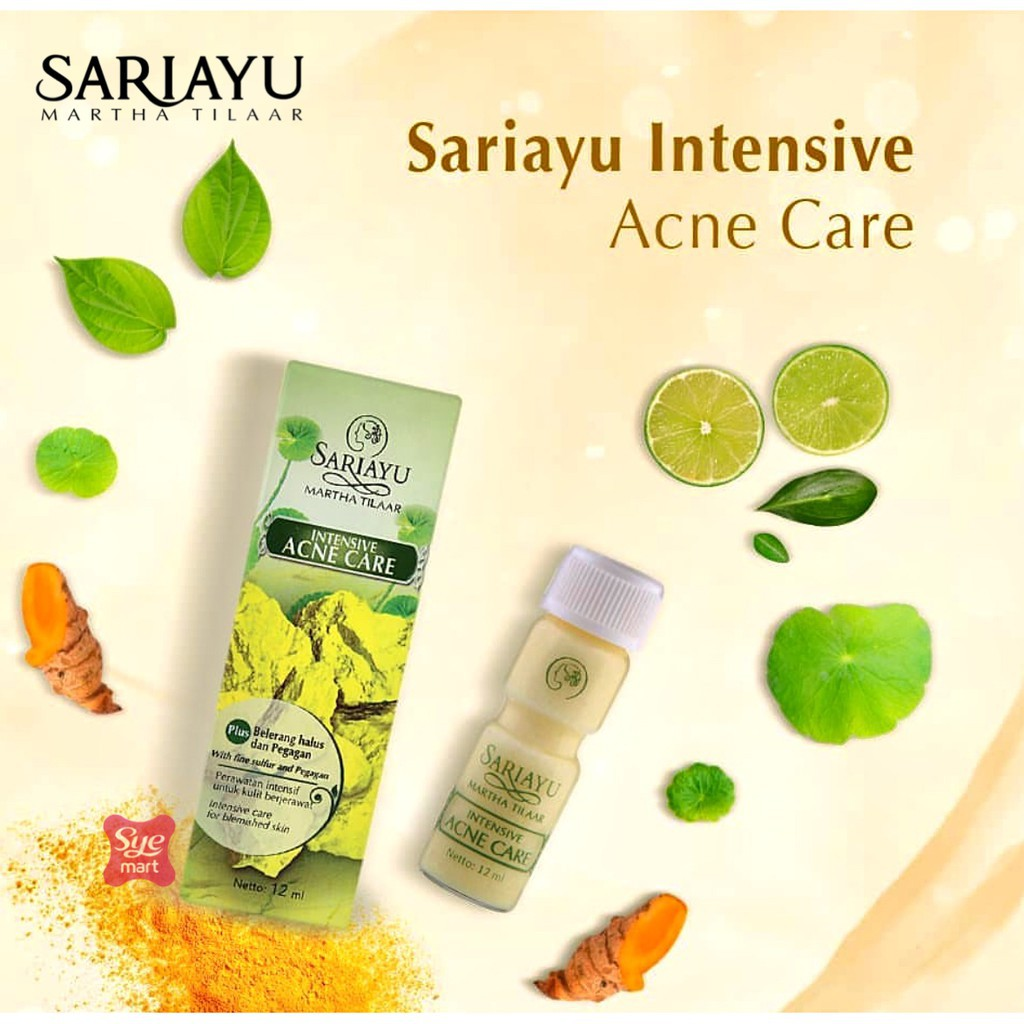 SARIAYU
MARTHA TILAAR
Sariayu Intensive
Acne Care
SARIAYU
MARTHA TILAAR
INTENSIVE
ACNE CARE
Plus
Belerang halus
dan Pegagan
With fine sulfur and Pegagan
Perawatan intensif
untuk kulit berjerawat
Intensive care
for blemished skin
Netto: 12 ml
SARIAYU
MARTHA TILAAR
INTENSIVE
ACNE CARE
Netto: 12 ml
Sye
mart